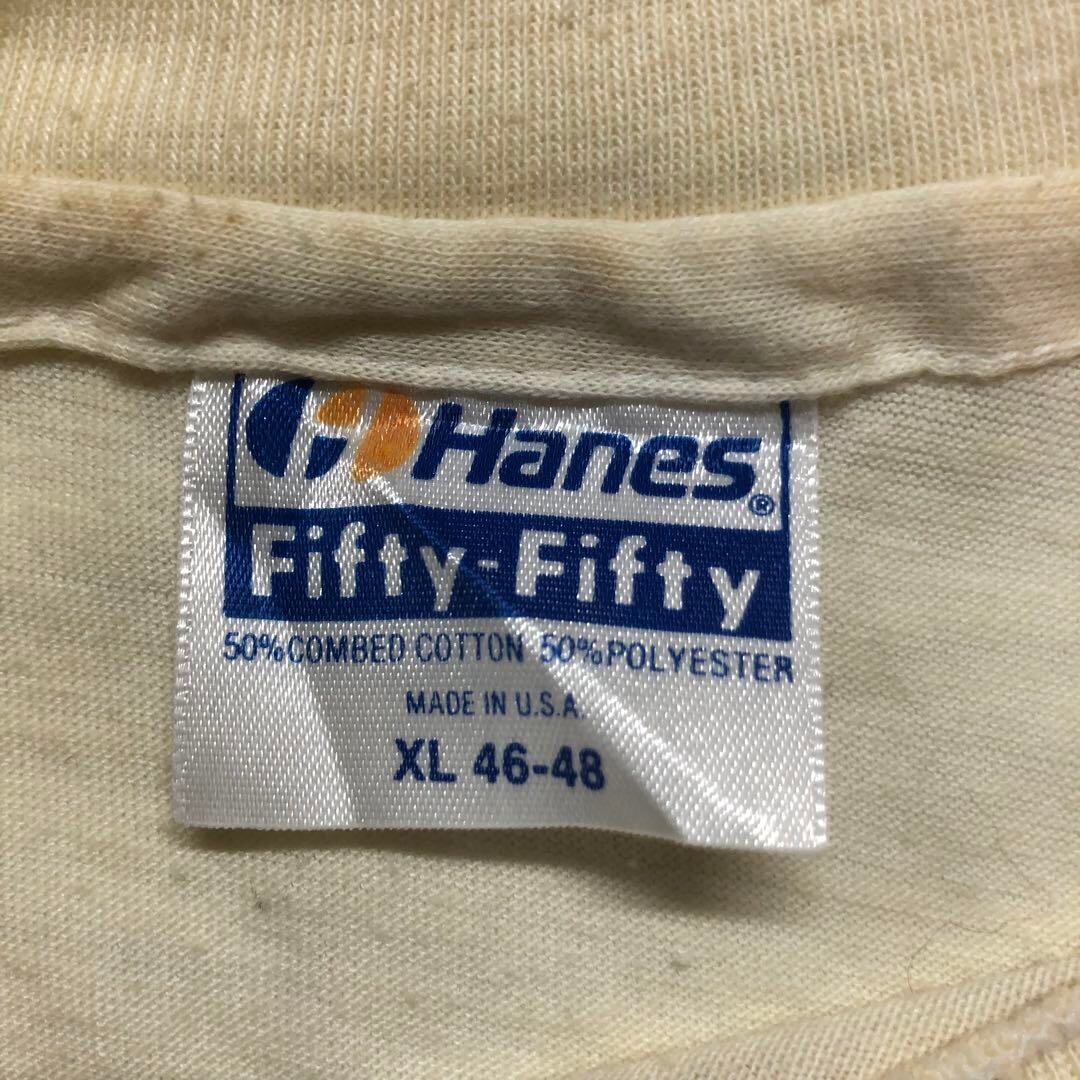 Hanes®
Fifty-Fifty
50% COMBED COTTON 50% POLYESTER
MADE IN U.S.A.
XL 46-48